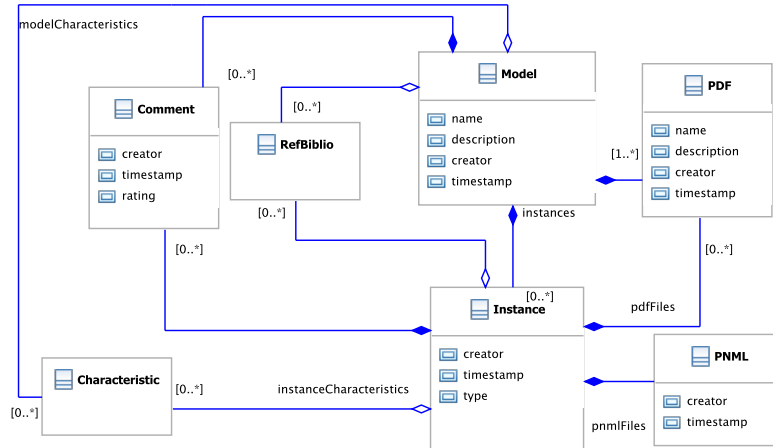 modelCharacteristics
[0..*]
Model
name
description
creator
timestamp
PDF
name
description
creator
timestamp
Comment
creator
timestamp
rating
[0..*]
RefBiblio
[1..*]
[0..*]
instances
[0..*]
[0..*]
[0..*]
Instance
creator
timestamp
type
pdfFiles
PNML
creator
timestamp
Characteristic
[0..*]
instanceCharacteristics
[0..*]
pnmlFiles